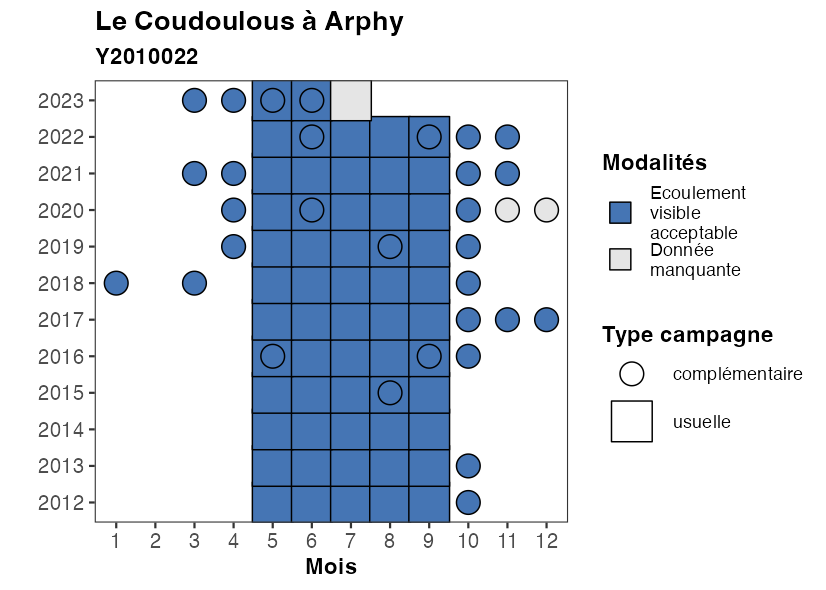 Le Coudoulous à Arphy
Y2010022
2023
2022
2021
2020
2019
2018
2017
2016
2015
2014
2013
2012
1 2 3 4 5 6 7 8 9 10 11 12
Mois
Modalités
Ecoulement
visible
acceptable
Donnée
manquante
Type campagne
complémentaire
usuelle